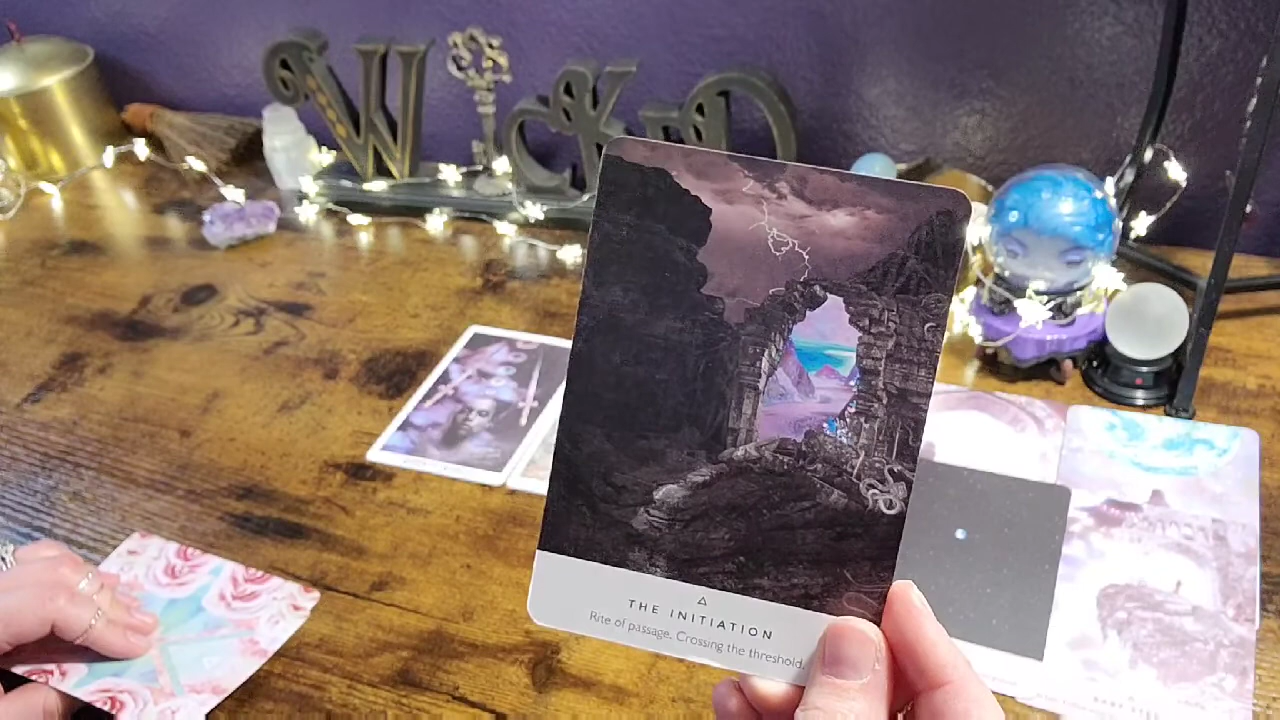 WICKED
THE INITIATION
Rite of passage. Crossing the threshold.